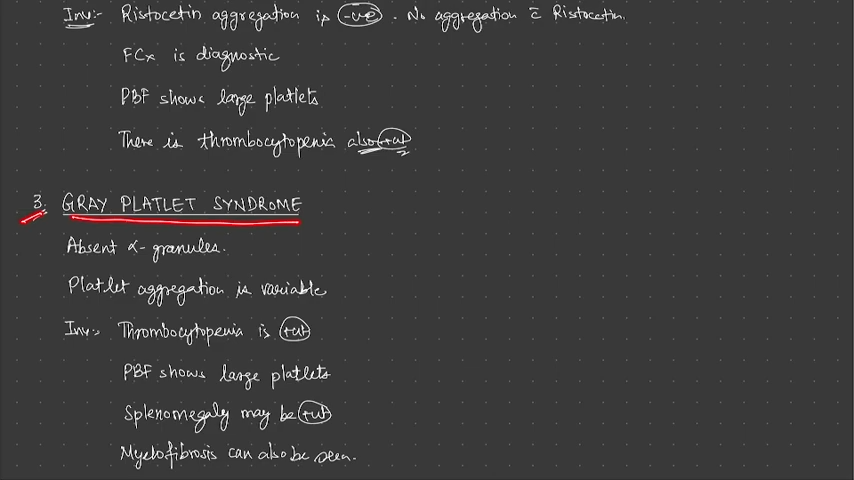 Inv:- Ristocetin aggregation is -ve. No aggregation c̄ Ristocetin.
FCx is diagnostic
PBF shows large platlets
There is thrombocytopenia also +nt
3. GRAY PLATLET SYNDROME
Absent α-granules.
Platlet aggregation is variable
Inv:- Thrombocytopenia is +nt
PBF shows large platlets
Splenomegaly may be +nt
Myelofibrosis can also be seen.